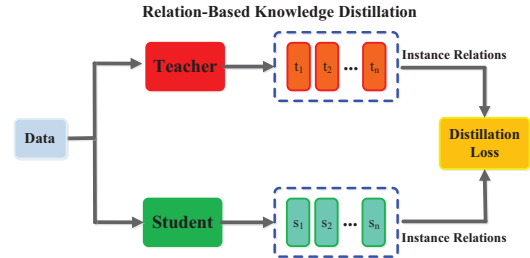 Relation-Based Knowledge Distillation
Teacher
t1 t2 ... tn
Instance Relations
Data
Distillation
Loss
Student
s1 s2 ... sn
Instance Relations